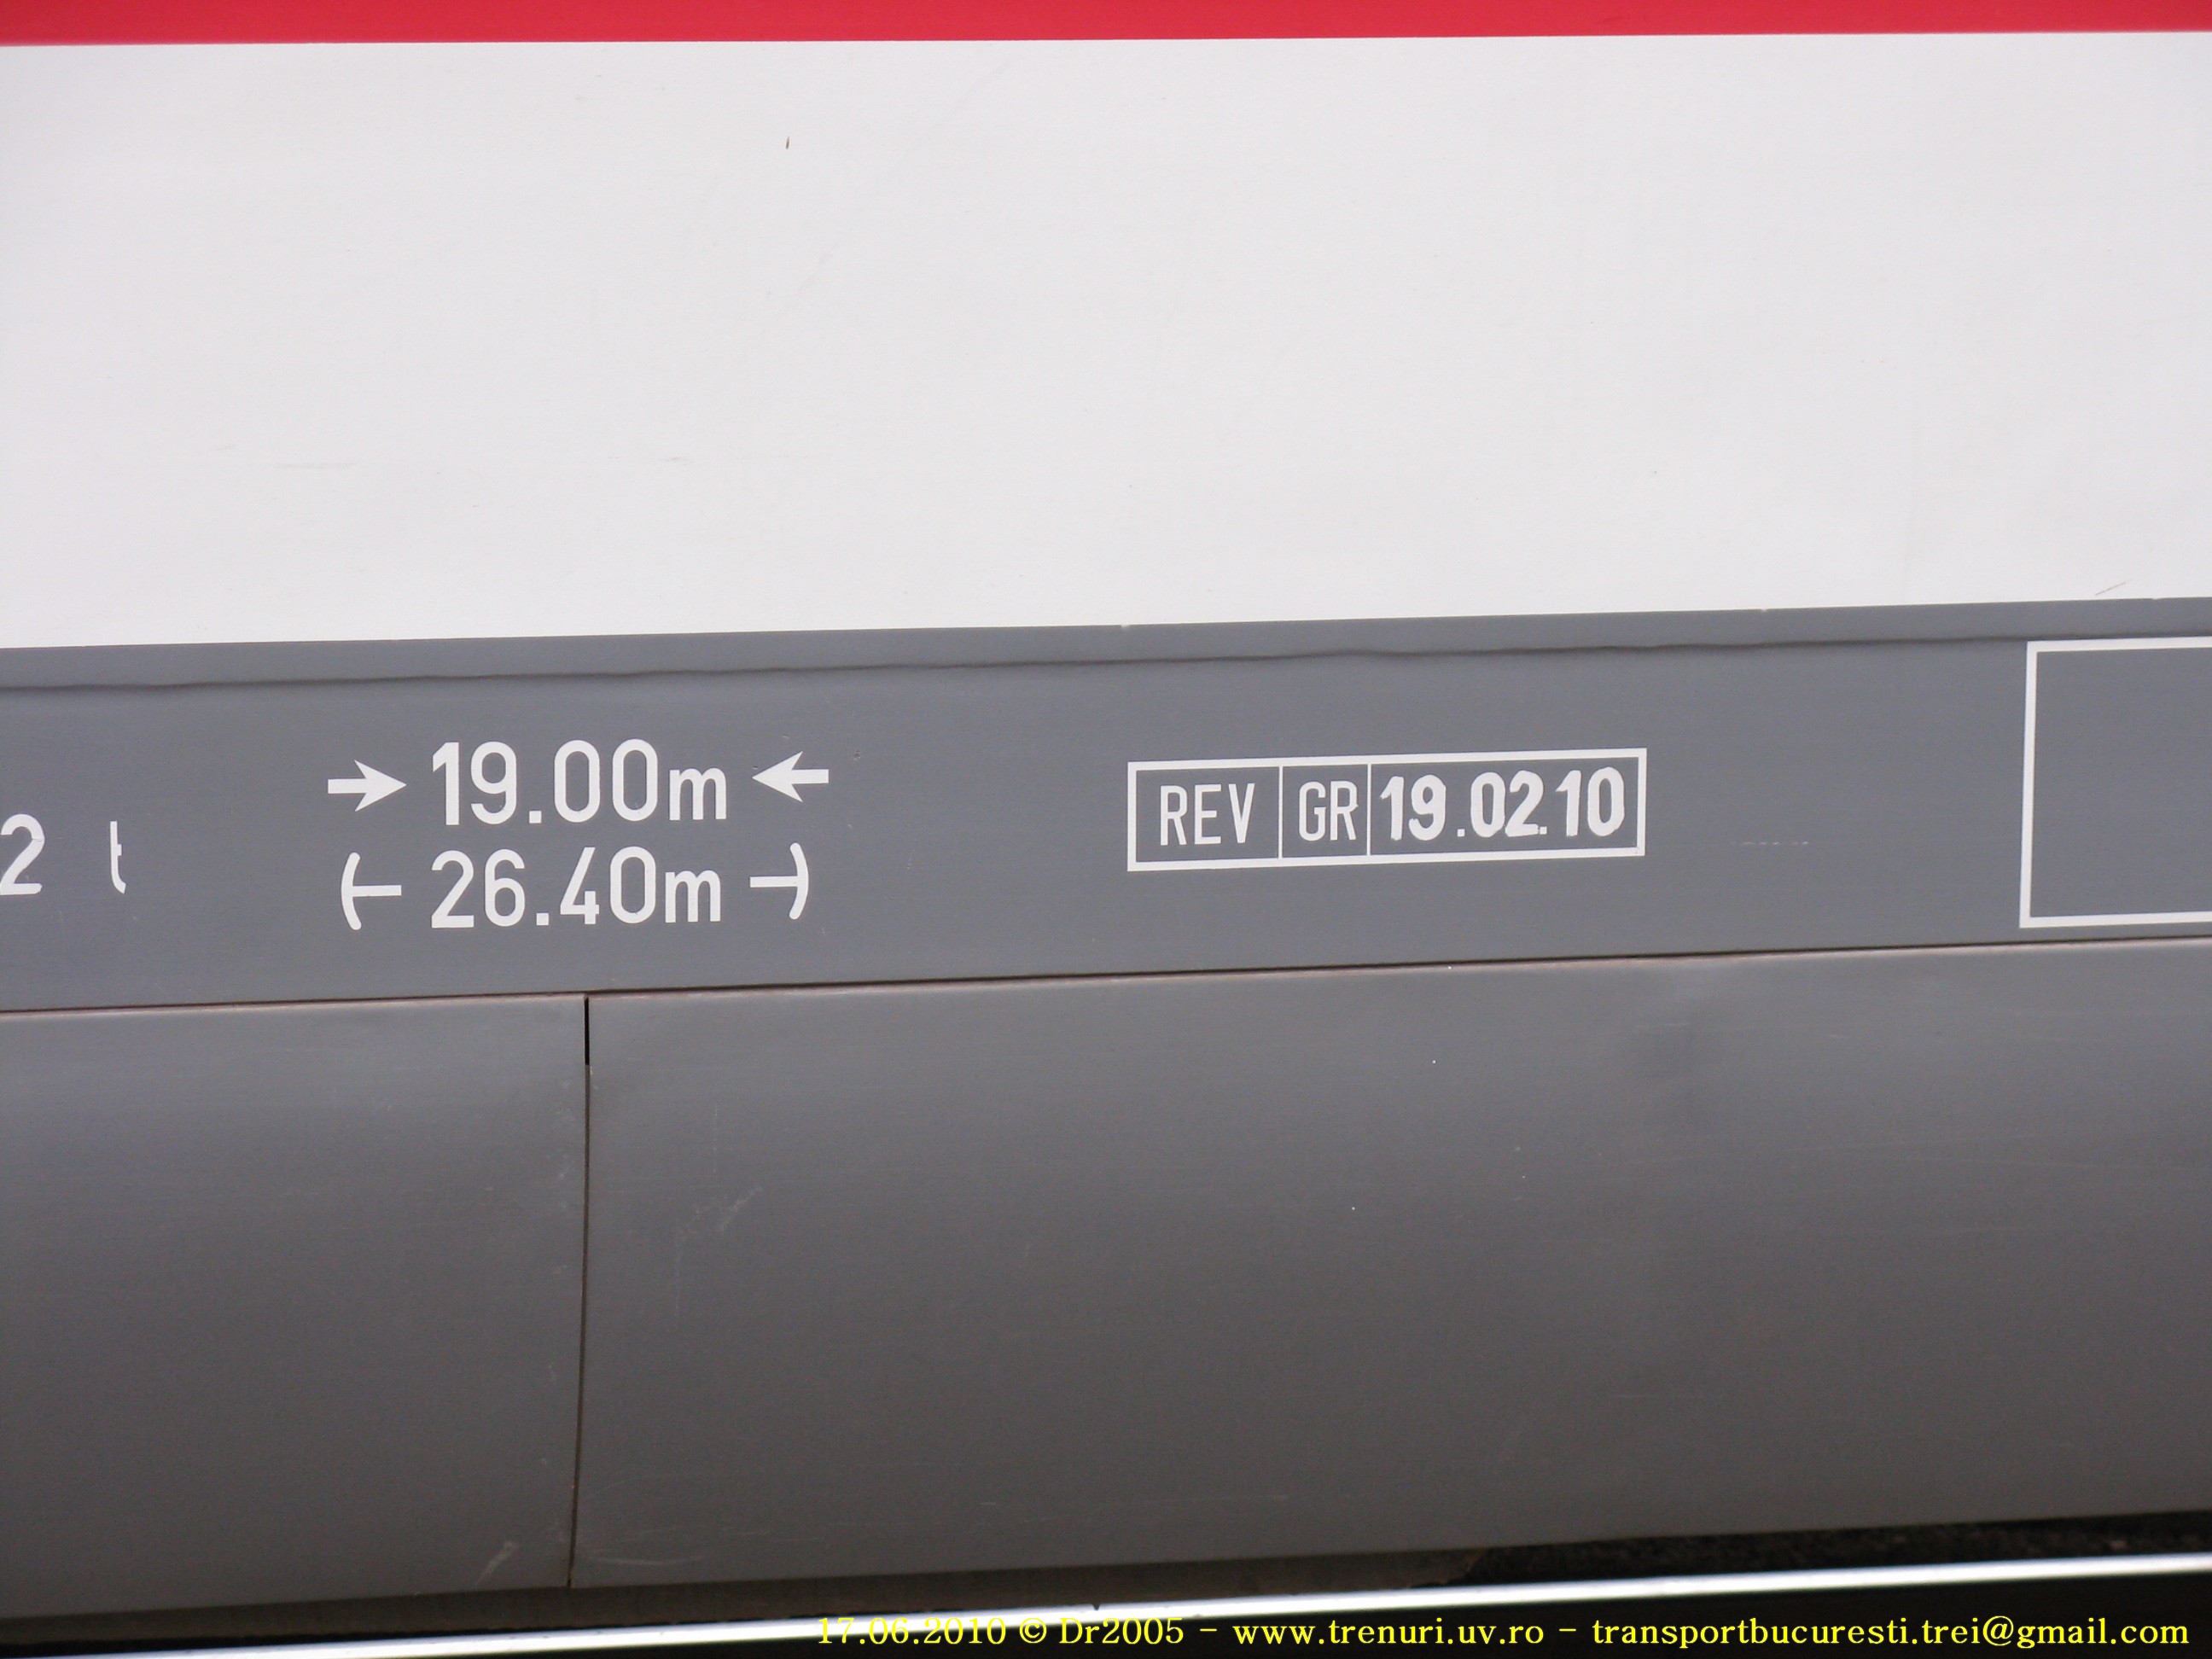 2 t
19.00m
26.40m
REV GR 19.02.10
17.06.2010 © Dr2005 - www.trenuri.uv.ro - transportbucuresti.trei@gmail.com